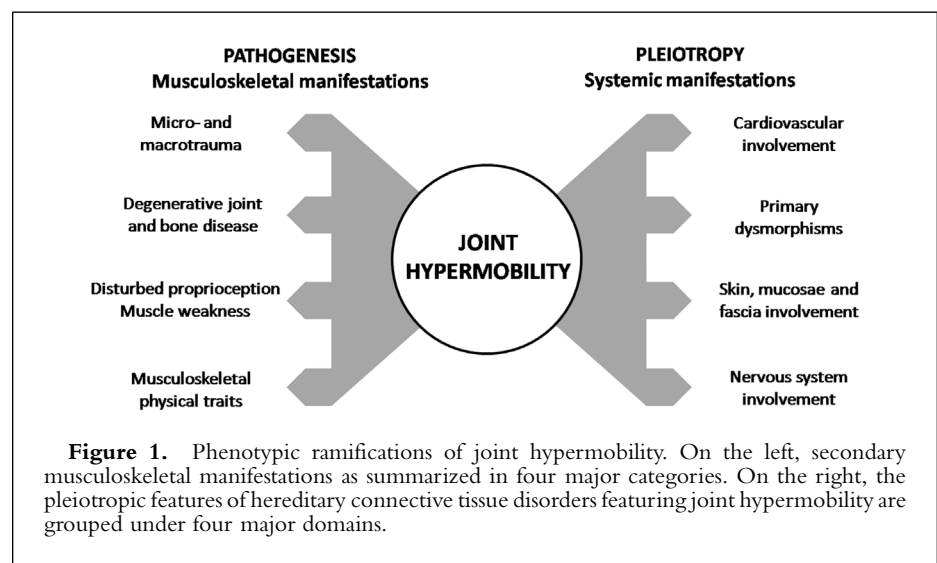 PATHOGENESIS
Musculoskeletal manifestations
Micro- and
macrotrauma
Degenerative joint
and bone disease
Disturbed proprioception
Muscle weakness
Musculoskeletal
physical traits
JOINT
HYPERMOBILITY
PLEIOTROPY
Systemic manifestations
Cardiovascular
involvement
Primary
dysmorphisms
Skin, mucosae and
fascia involvement
Nervous system
involvement
Figure 1. Phenotypic ramifications of joint hypermobility. On the left, secondary
musculoskeletal manifestations as summarized in four major categories. On the right, the
pleiotropic features of hereditary connective tissue disorders featuring joint hypermobility are
grouped under four major domains.